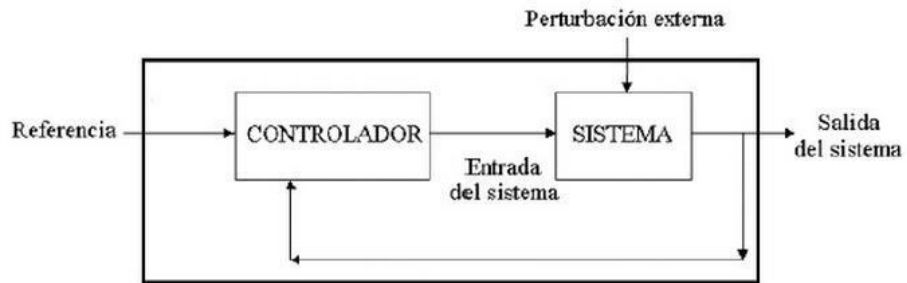 Perturbación externa
Referencia
CONTROLADOR
SISTEMA
Salida
del sistema
Entrada
del sistema